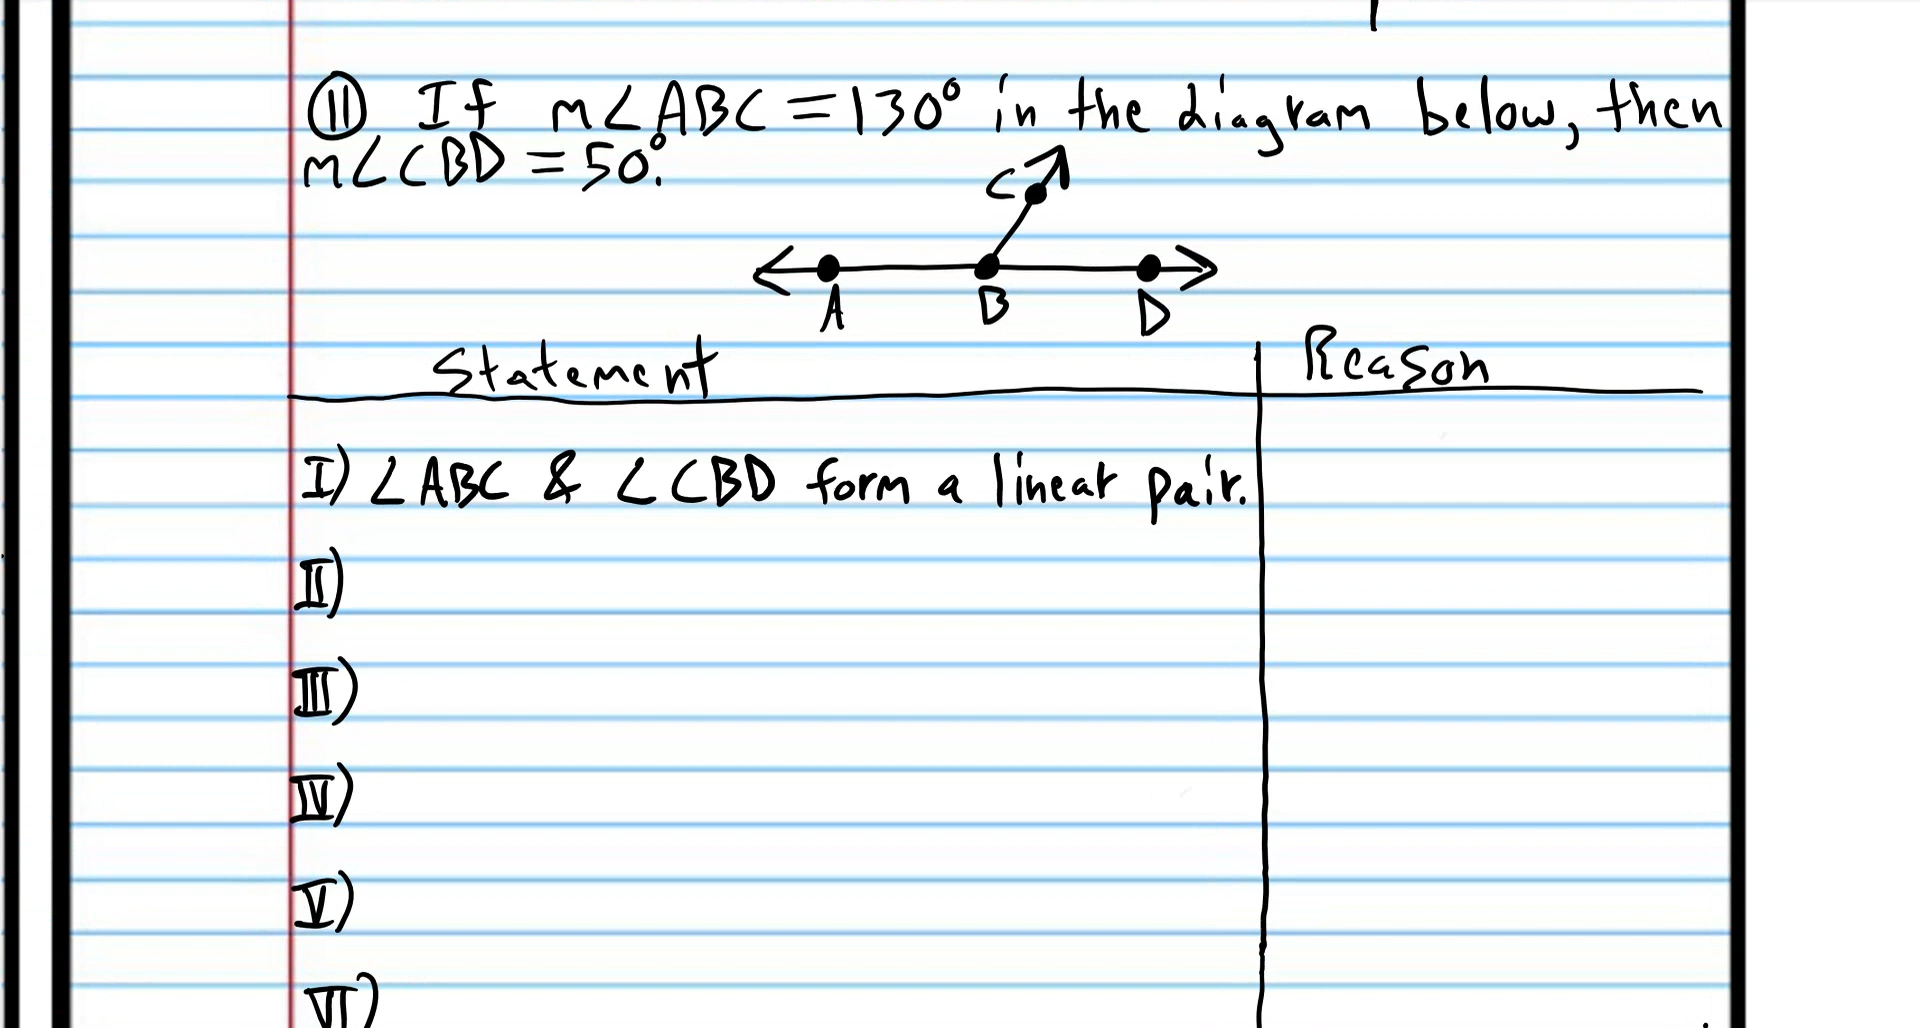 ⑪ If m∠ABC = 130° in the diagram below, then
m∠CBD = 50°.
C
A B D
Statement Reason
I) ∠ABC & ∠CBD form a linear pair.
II)
III)
IV)
V)
VI)